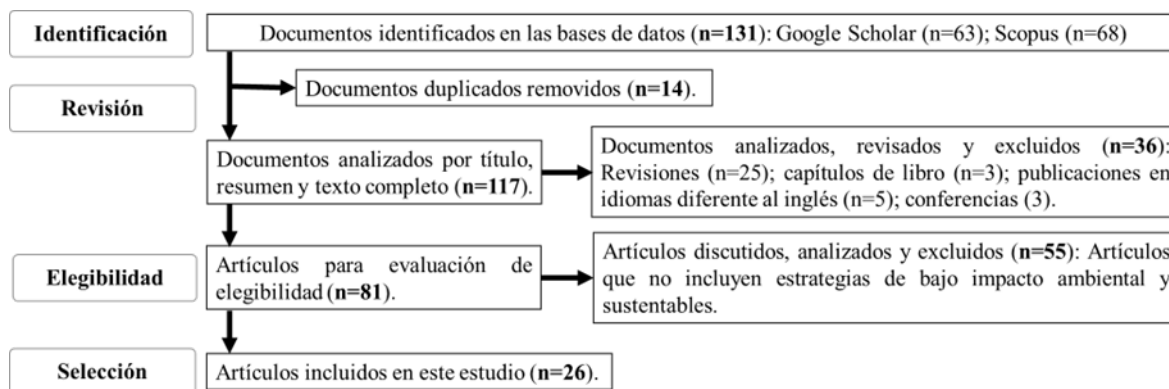 Identificación
Documentos identificados en las bases de datos (n=131): Google Scholar (n=63); Scopus (n=68)
Documentos duplicados removidos (n=14).
Revisión
Documentos analizados por título,
resumen y texto completo (n=117).
Documentos analizados, revisados y excluidos (n=36):
Revisiones (n=25); capítulos de libro (n=3); publicaciones en
idiomas diferente al inglés (n=5); conferencias (3).
Elegibilidad
Artículos para evaluación de
elegibilidad (n=81).
Artículos discutidos, analizados y excluidos (n=55): Artículos
que no incluyen estrategias de bajo impacto ambiental y
sustentables.
Selección
Artículos incluidos en este estudio (n=26).